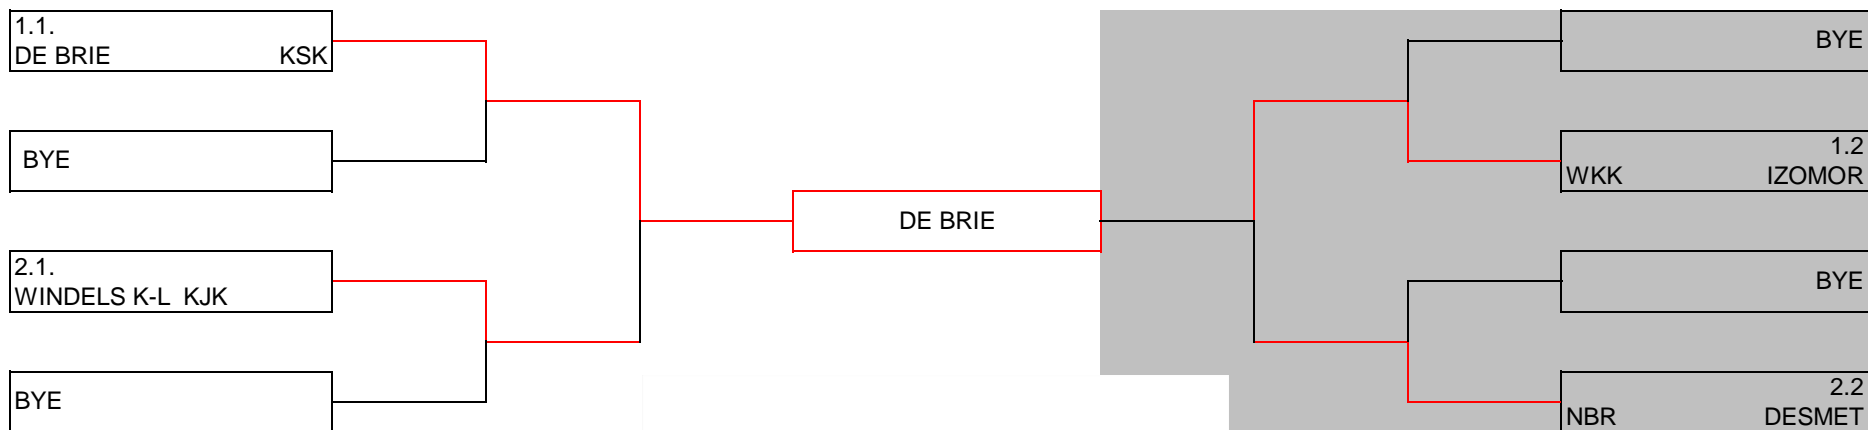 1.1.
DE BRIE KSK
BYE
2.1.
WINDELS K-L KJK
BYE
DE BRIE
BYE
1.2
WKK IZOMOR
BYE
2.2
NBR DESMET